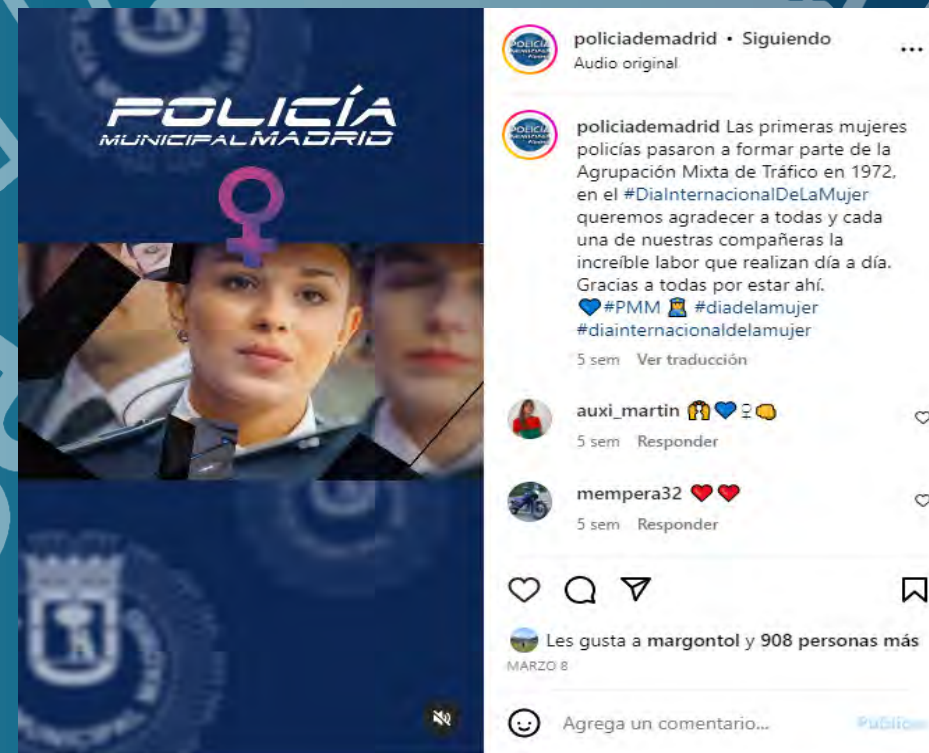 POLICÍA
MUNICIPAL MADRID
policiademadrid • Siguiendo
Audio original
policiademadrid Las primeras mujeres
policías pasaron a formar parte de la
Agrupación Mixta de Tráfico en 1972,
en el #DiaInternacionalDeLaMujer
queremos agradecer a todas y cada
una de nuestras compañeras la
increíble labor que realizan día a día.
Gracias a todas por estar ahí.
💙#PMM 👮‍♀️ #diadelamujer
#diainternacionaldelamujer
5 sem Ver traducción
auxi_martin 🙌💙♀👊
5 sem Responder
mempera32 ❤️❤️
5 sem Responder
Les gusta a margontol y 908 personas más
MARZO 8
Agrega un comentario...
Publicar